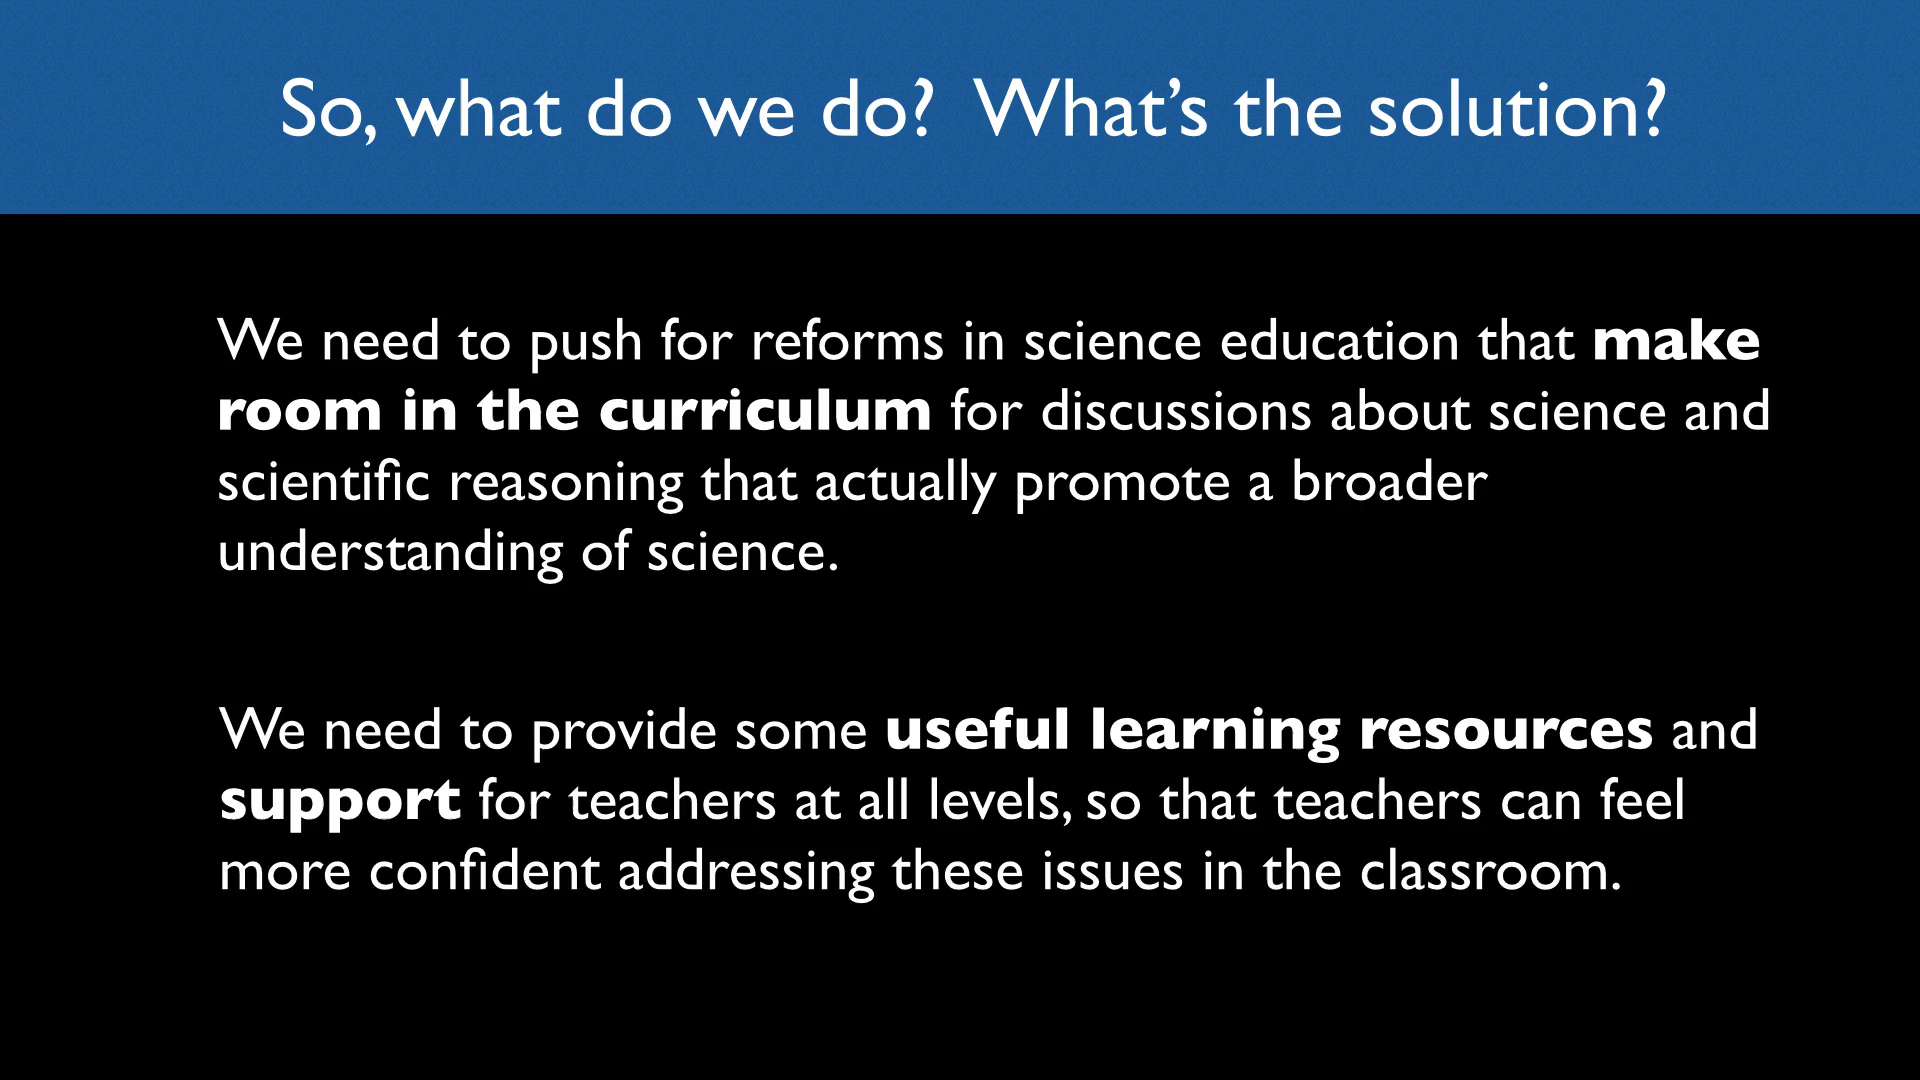 So, what do we do?  What’s the solution?
We need to push for reforms in science education that make
room in the curriculum for discussions about science and
scientific reasoning that actually promote a broader
understanding of science.
We need to provide some useful learning resources and
support for teachers at all levels, so that teachers can feel
more confident addressing these issues in the classroom.